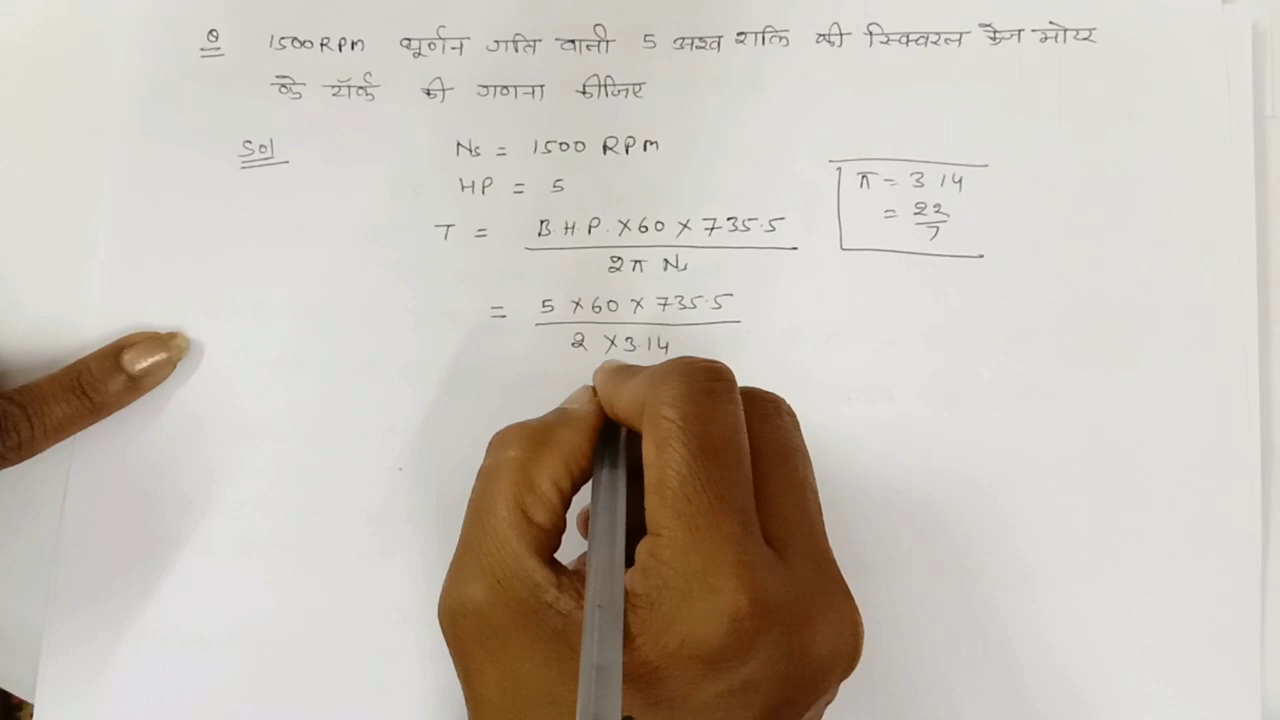 Q 1500 RPM घूर्णन गति वाली 5 अश्व शक्ति की स्क्विरल केज मोटर
के टॉर्क की गणना कीजिए
Sol
Ns = 1500 RPM
HP = 5
T = B.H.P. × 60 × 735.5
2π Ns
= 5 × 60 × 735.5
2 × 3.14
π = 3.14
= 22
7